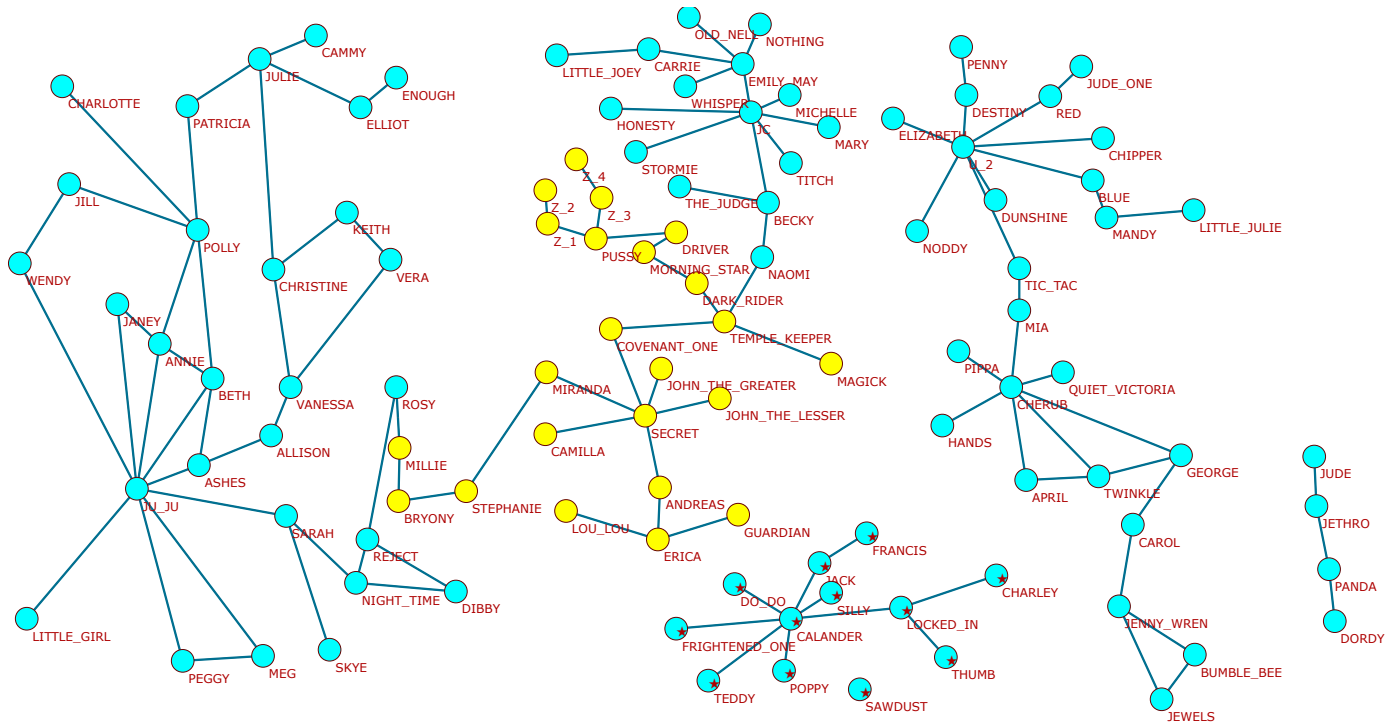 OLD_NELL
NOTHING
CAMMY
PENNY
CARRIE
LITTLE_JOEY
JULIE
EMILY_MAY
JUDE_ONE
ENOUGH
CHARLOTTE
WHISPER
MICHELLE
DESTINY
RED
PATRICIA
ELLIOT
HONESTY
JC
MARY
ELIZABETH
CHIPPER
STORMIE
TITCH
U_2
Z_4
JILL
Z_2
Z_3
THE_JUDGE
BLUE
KEITH
BECKY
DUNSHINE
MANDY
LITTLE_JULIE
POLLY
Z_1
PUSSY
DRIVER
NODDY
WENDY
CHRISTINE
VERA
MORNING_STAR
NAOMI
TIC_TAC
DARK_RIDER
JANEY
MIA
TEMPLE_KEEPER
COVENANT_ONE
ANNIE
PIPPA
BETH
MIRANDA
JOHN_THE_GREATER
MAGICK
QUIET_VICTORIA
VANESSA
ROSY
CHERUB
JOHN_THE_LESSER
SECRET
HANDS
ALLISON
CAMILLA
MILLIE
GEORGE
JUDE
ASHES
TWINKLE
APRIL
JU_JU
ANDREAS
STEPHANIE
BRYONY
SARAH
LOU_LOU
GUARDIAN
JETHRO
CAROL
REJECT
ERICA
FRANCIS
JACK
NIGHT_TIME
DIBBY
DO_DO
SILLY
CHARLEY
PANDA
LITTLE_GIRL
CALANDER
LOCKED_IN
JENNY_WREN
FRIGHTENED_ONE
DORDY
SKYE
MEG
PEGGY
THUMB
BUMBLE_BEE
TEDDY
POPPY
SAWDUST
JEWELS